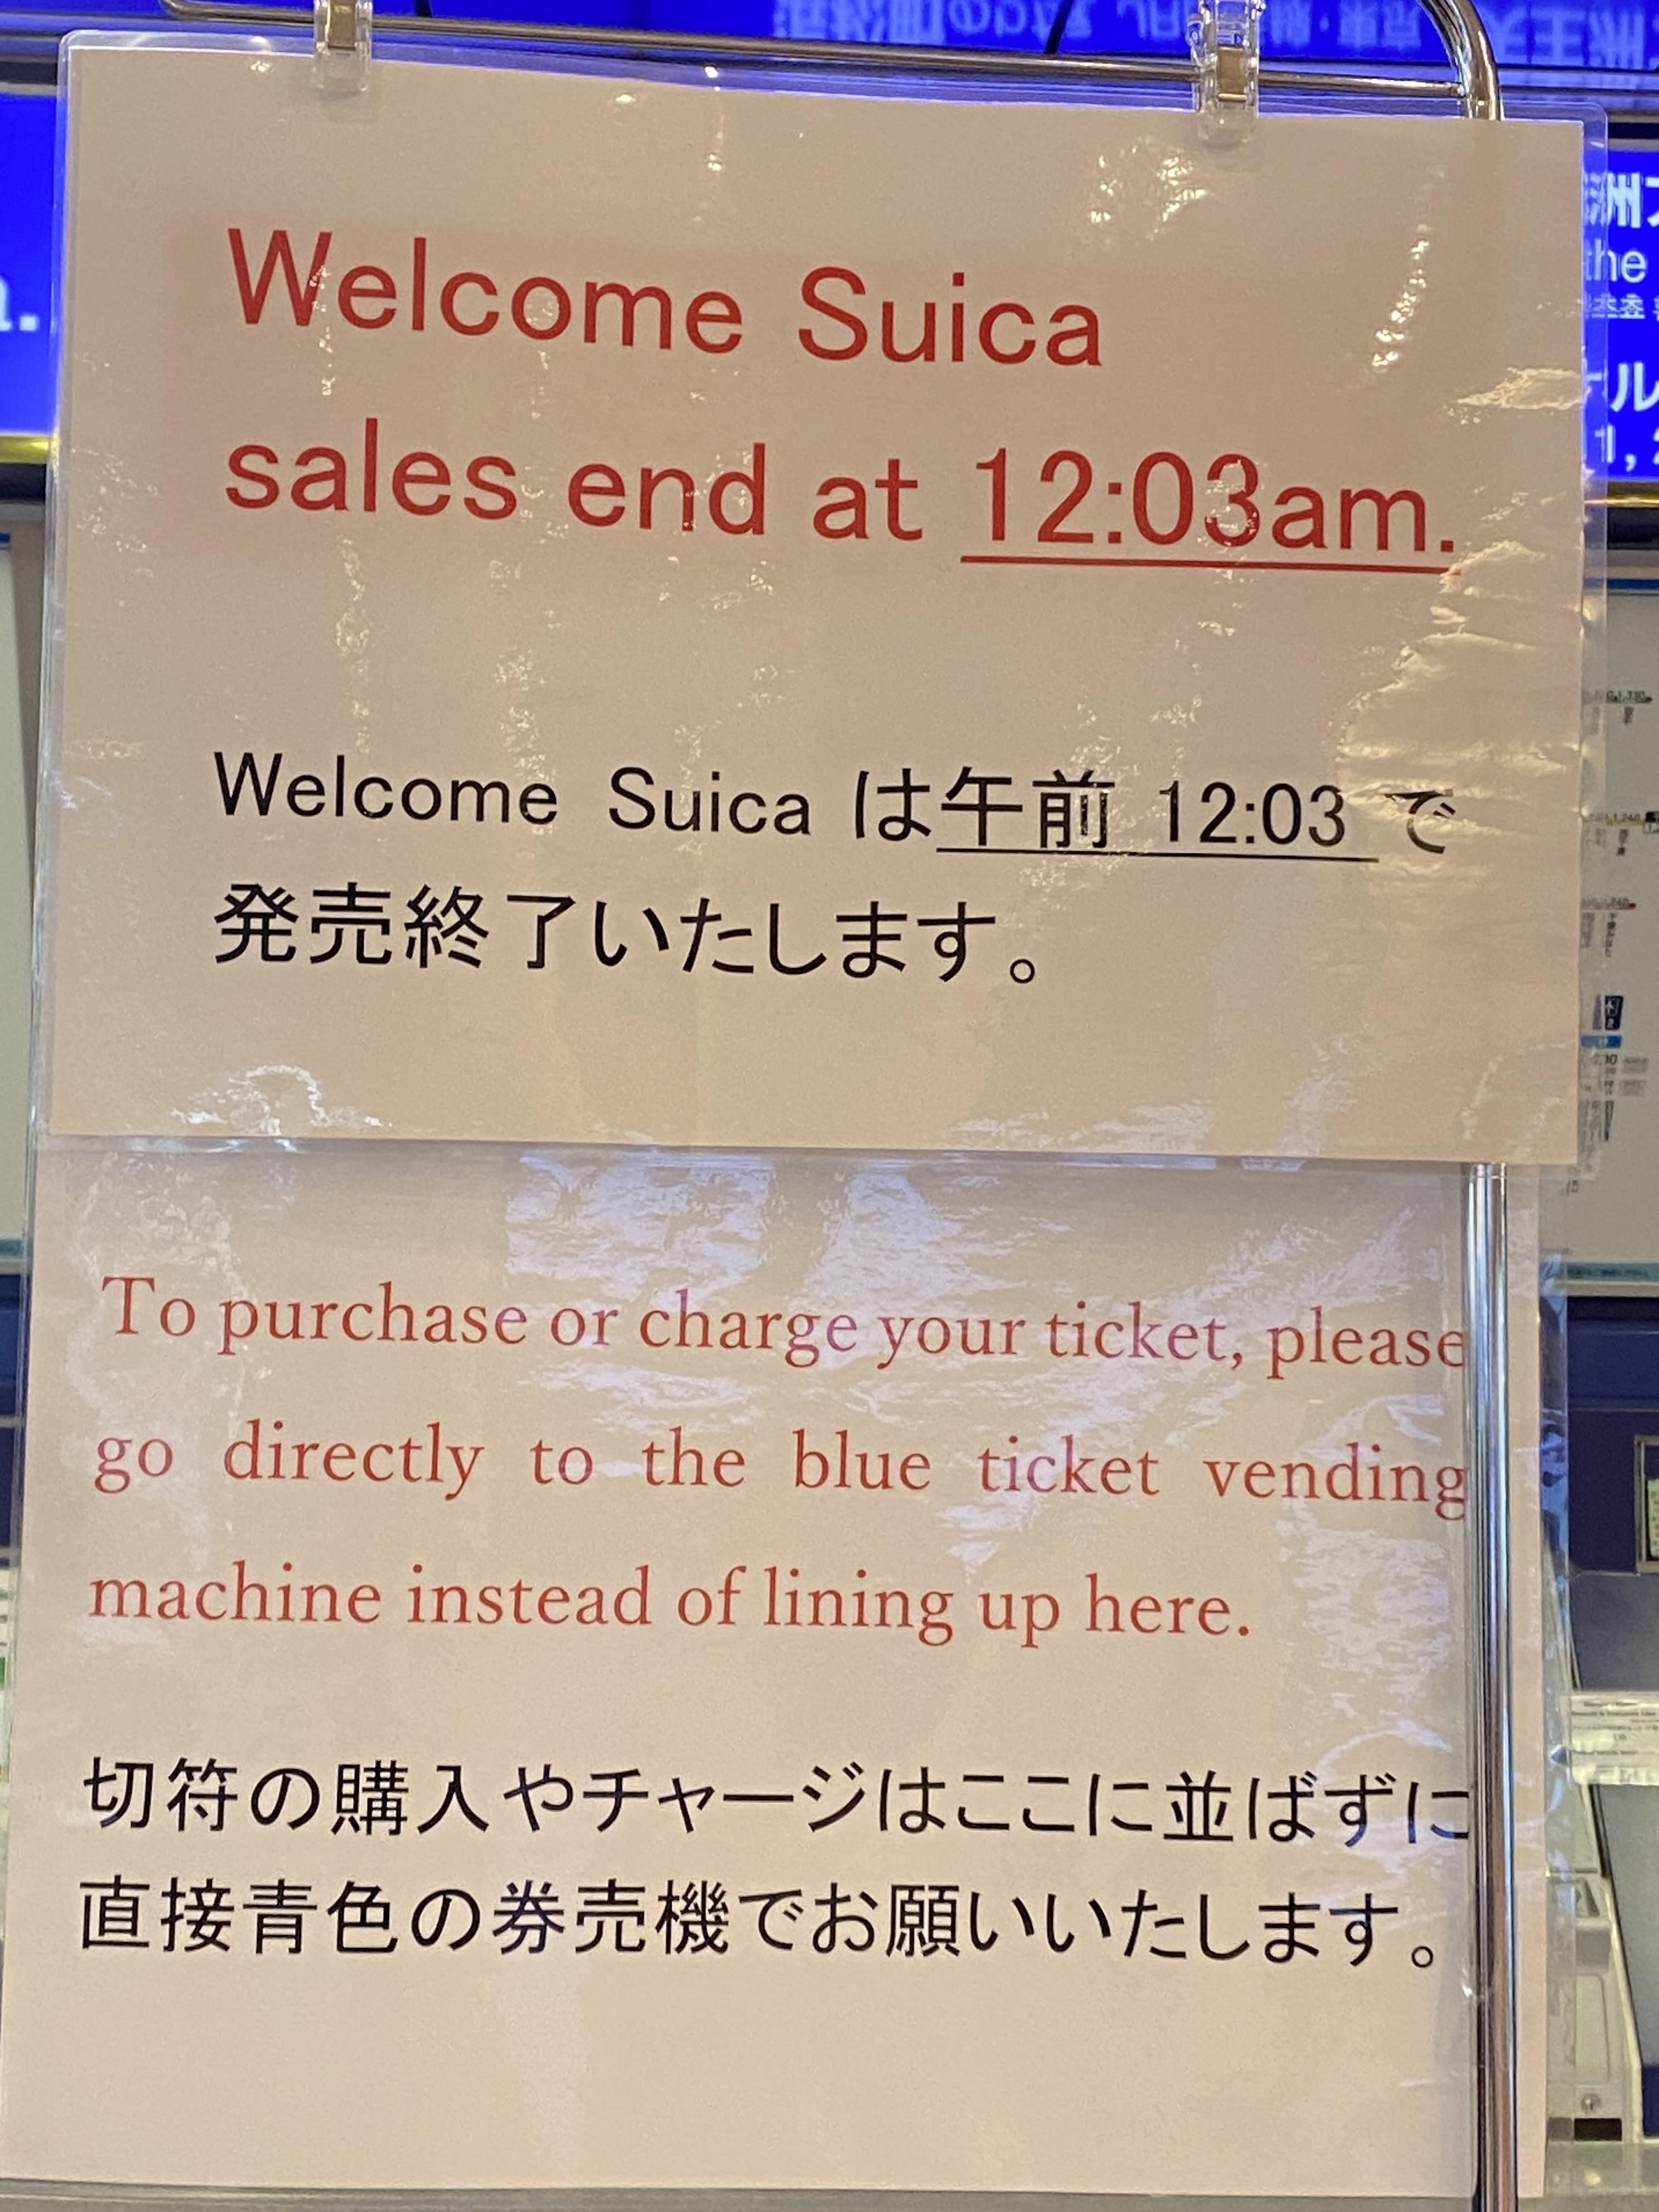 Welcome Suica
sales end at 12:03am.
Welcome Suica は午前 12:03 で
発売終了いたします。
To purchase or charge your ticket, please
go directly to the blue ticket vending
machine instead of lining up here.
切符の購入やチャージはここに並ばずに
直接青色の券売機でお願いいたします。